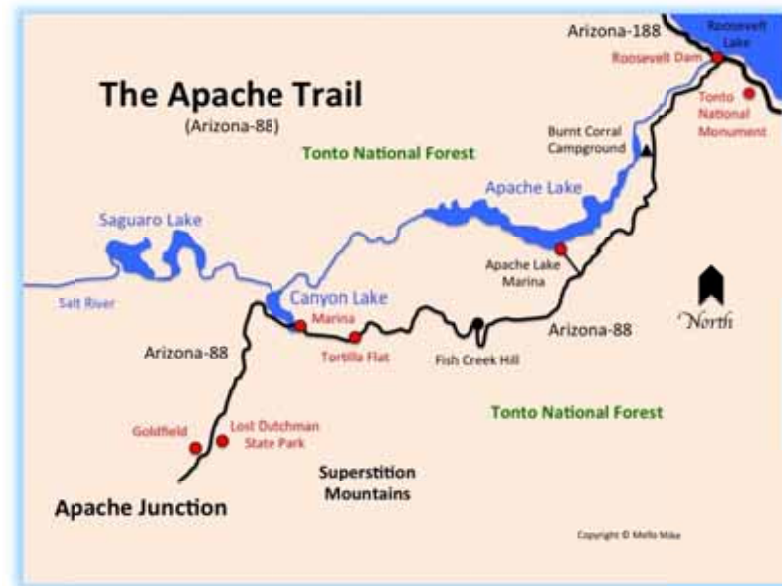 Arizona-188
Roosevelt
Lake
Roosevelt Dam
The Apache Trail
(Arizona-88)
Tonto
National
Monument
Burnt Corral
Campground
Tonto National Forest
Apache Lake
Saguaro Lake
Apache Lake
Marina
Salt River
Canyon Lake
Marina
North
Arizona-88
Arizona-88
Tortilla Flat
Fish Creek Hill
Tonto National Forest
Goldfield
Lost Dutchman
State Park
Superstition
Mountains
Apache Junction
Copyright © Mello Mike